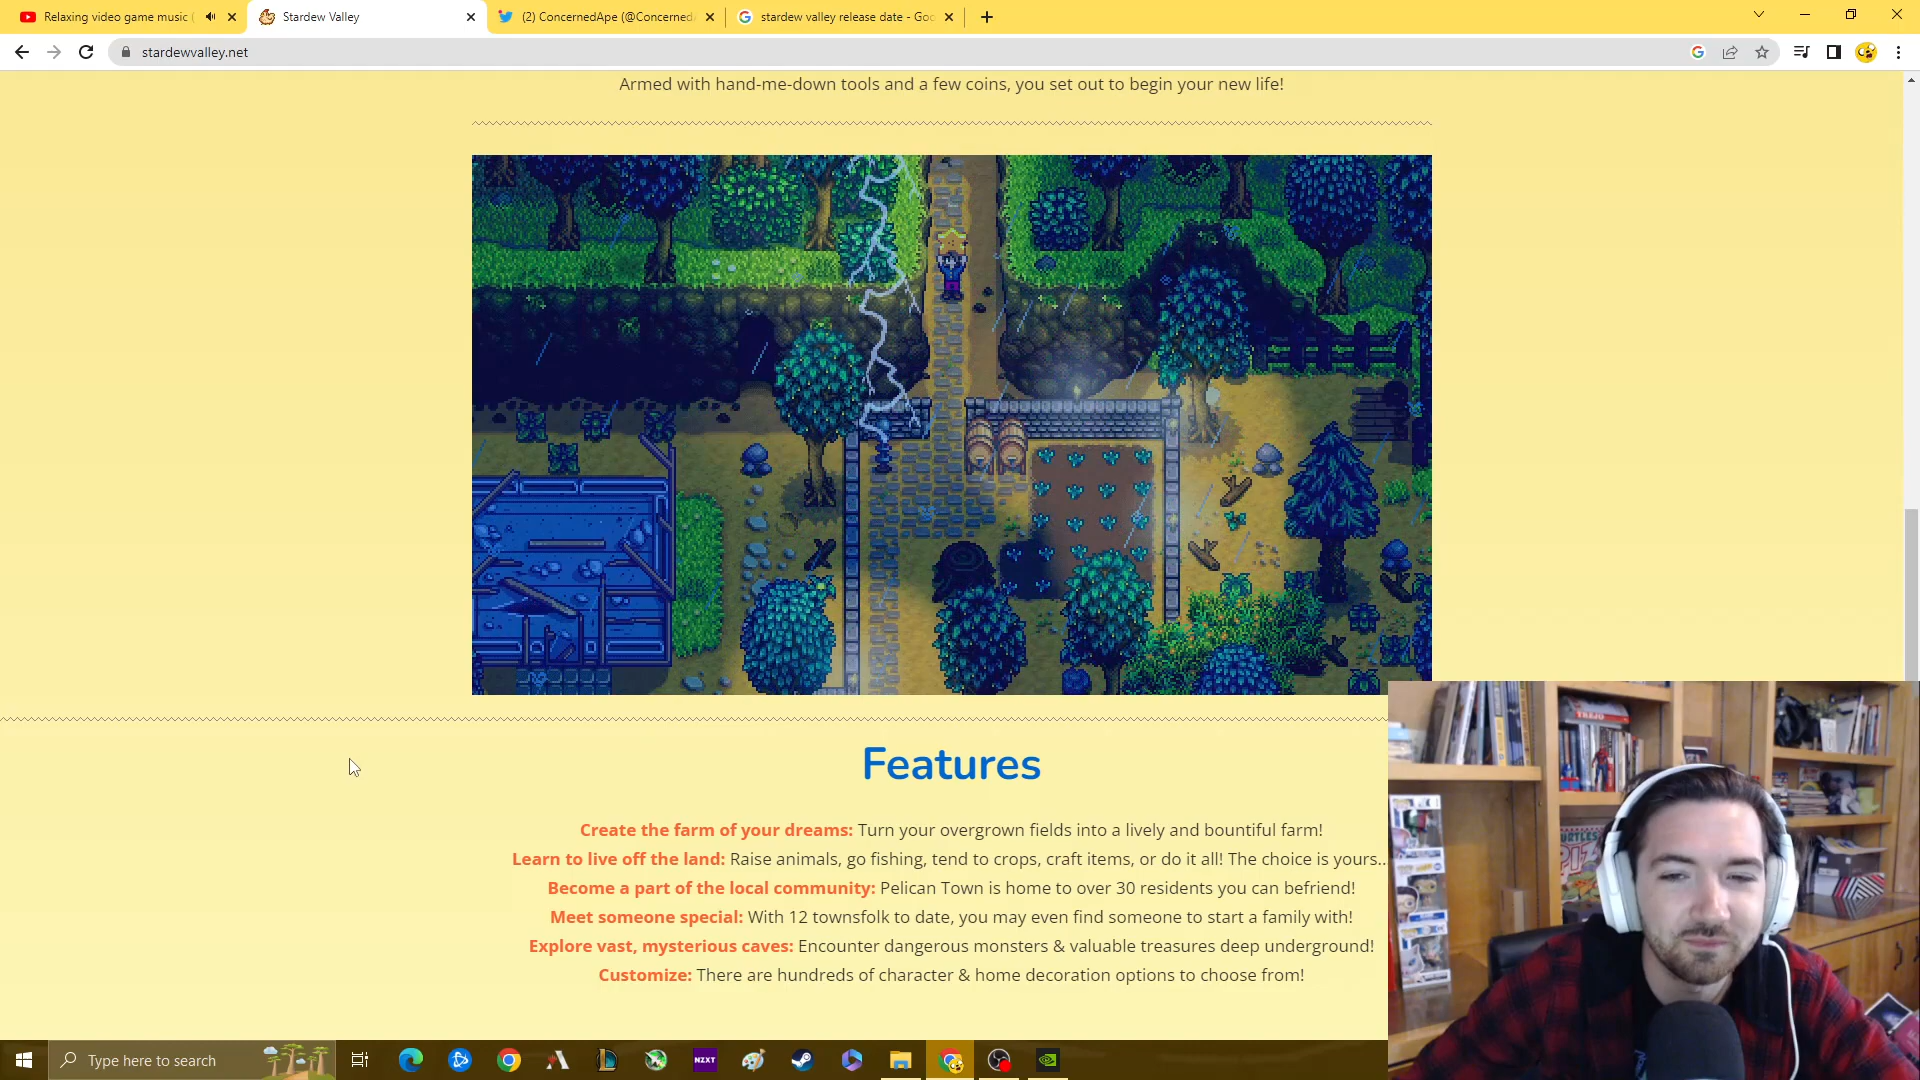 Relaxing video game music (
Stardew Valley
(2) ConcernedApe (@Concerned
stardew valley release date - Goo
stardewvalley.net
Armed with hand-me-down tools and a few coins, you set out to begin your new life!
Features
Create the farm of your dreams: Turn your overgrown fields into a lively and bountiful farm!
Learn to live off the land: Raise animals, go fishing, tend to crops, craft items, or do it all! The choice is yours..
Become a part of the local community: Pelican Town is home to over 30 residents you can befriend!
Meet someone special: With 12 townsfolk to date, you may even find someone to start a family with!
Explore vast, mysterious caves: Encounter dangerous monsters & valuable treasures deep underground!
Customize: There are hundreds of character & home decoration options to choose from!
TREJO
Type here to search
NZXT